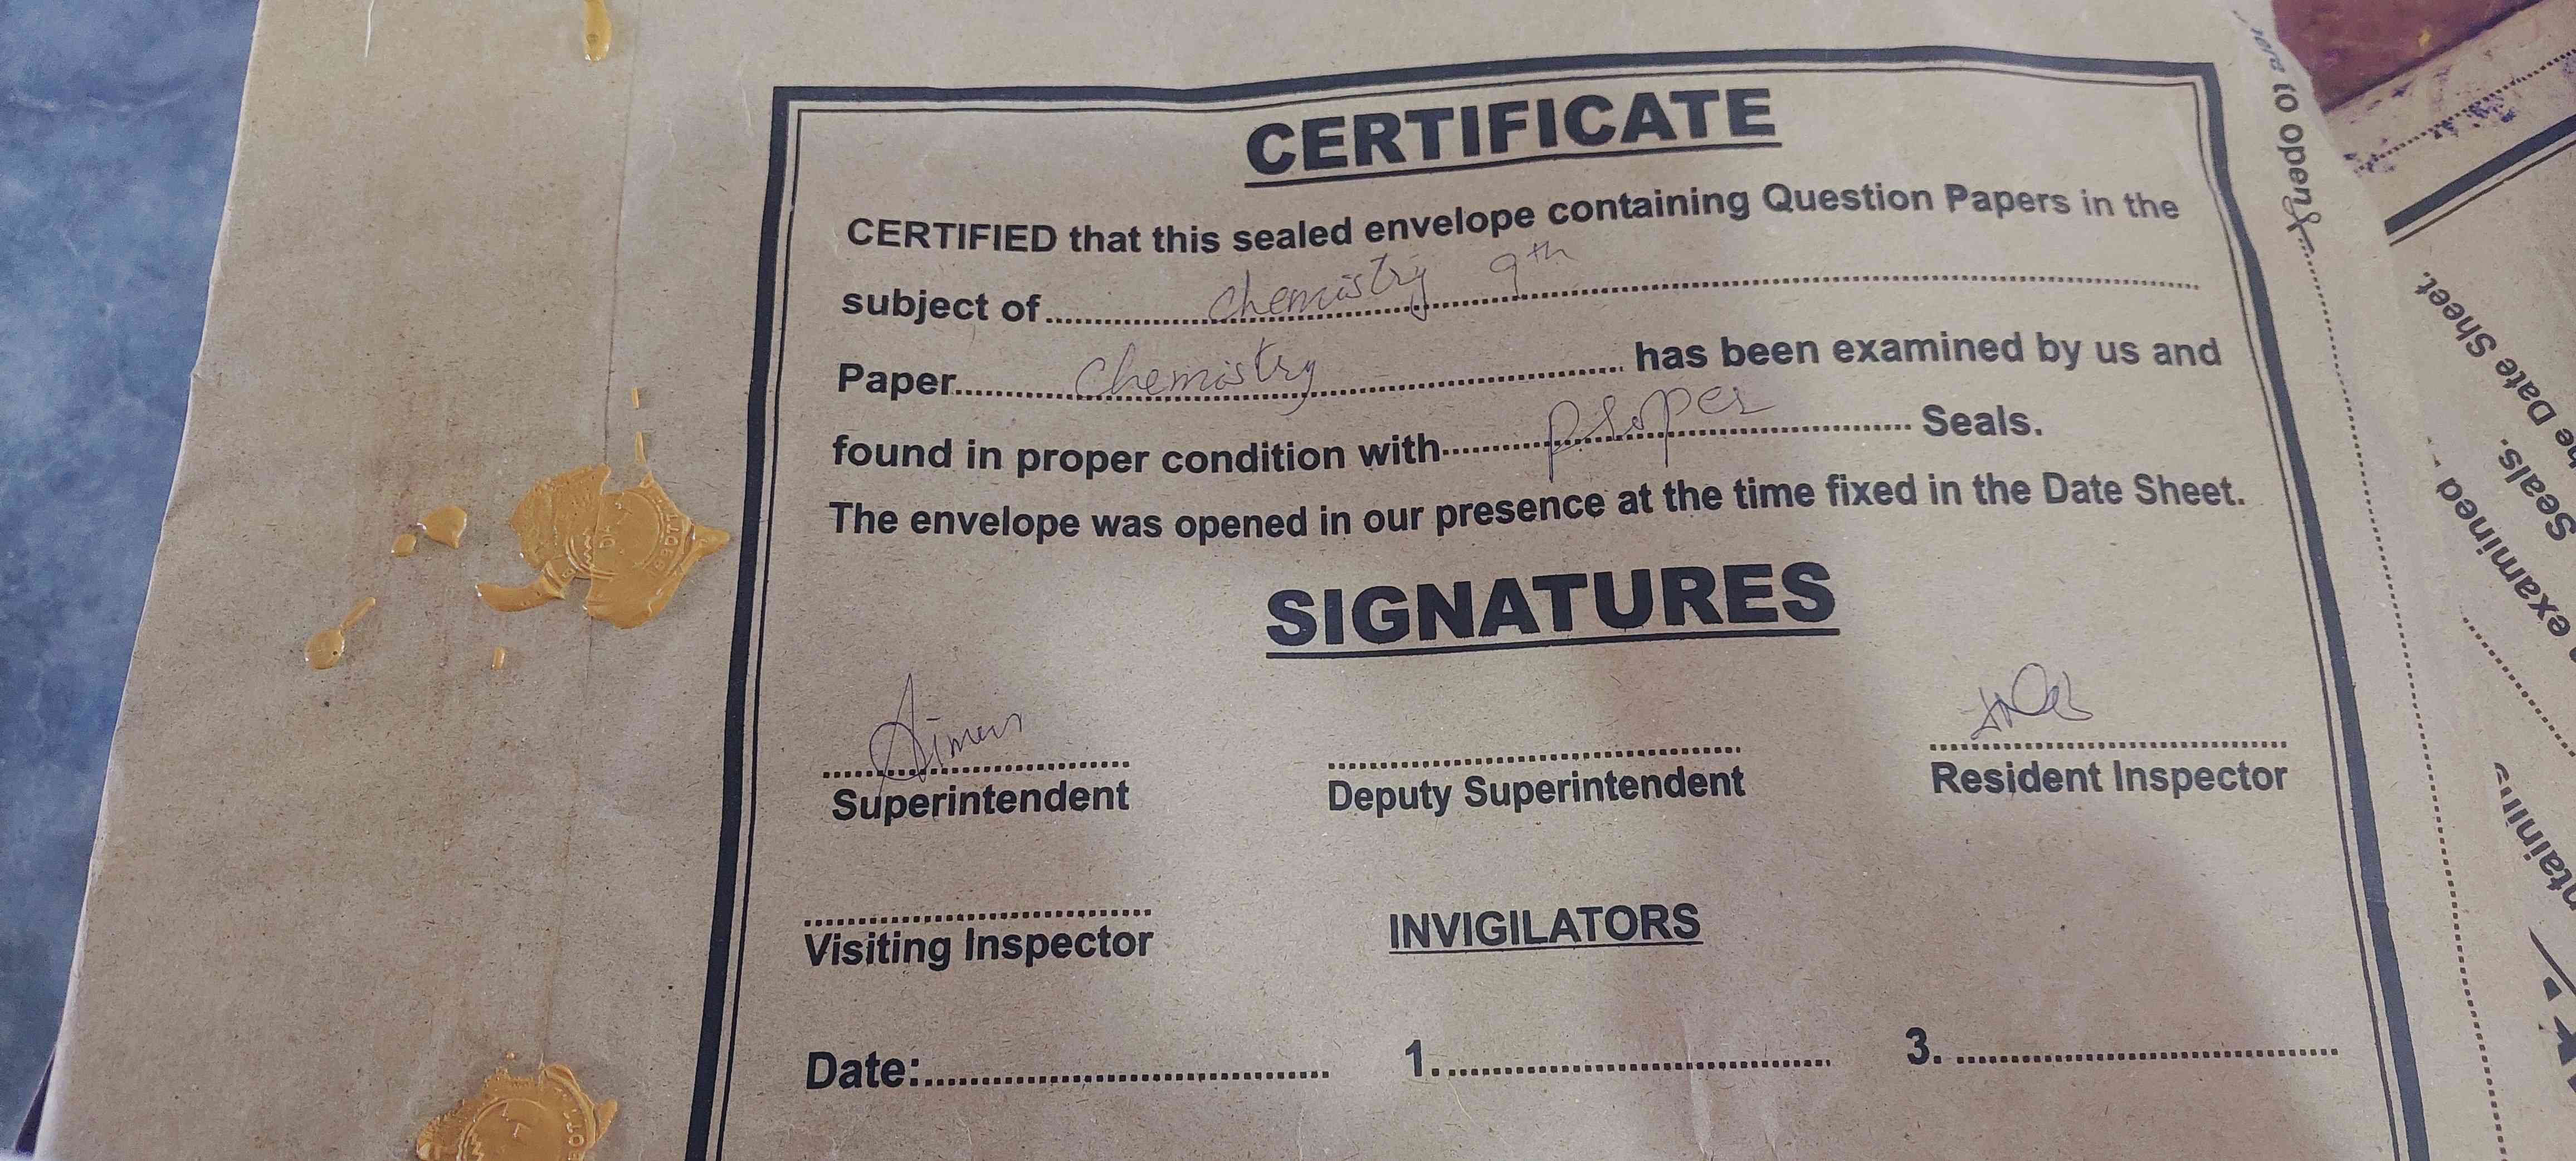 CERTIFICATE
CERTIFIED that this sealed envelope containing Question Papers in the
subject of chemistry 9th
Paper chemistry has been examined by us and
found in proper condition with proper Seals.
The envelope was opened in our presence at the time fixed in the Date Sheet.
SIGNATURES
Superintendent
Deputy Superintendent
Resident Inspector
Visiting Inspector
INVIGILATORS
Date:
1.
3.
to open
Date Sheet.
Seals.
examined